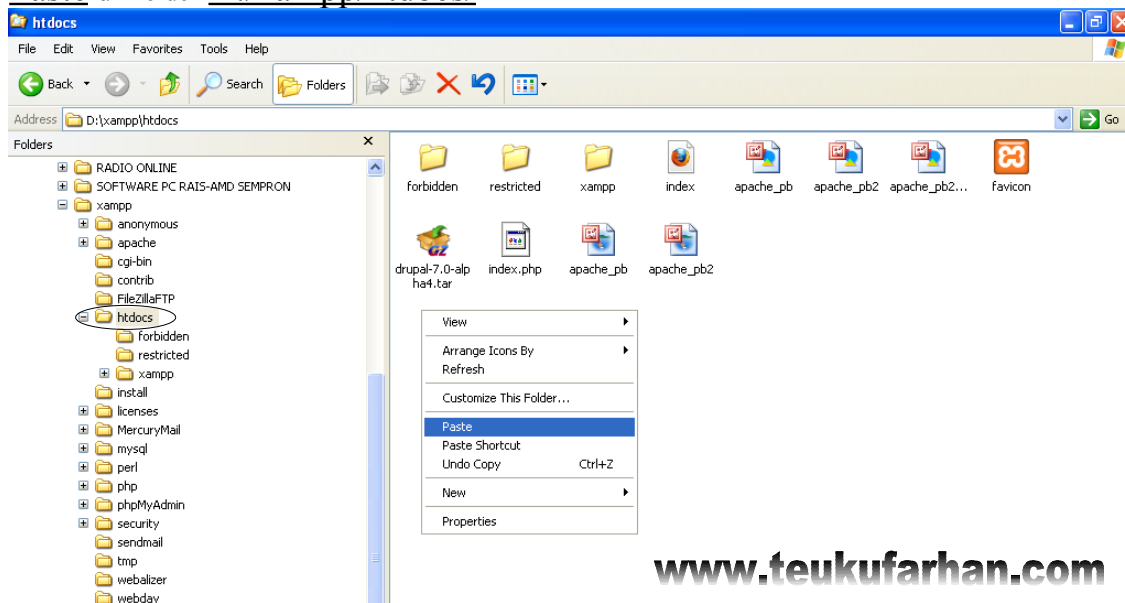 htdocs
File Edit View Favorites Tools Help
Back Search Folders
Address D:\xampp\htdocs Go
Folders
RADIO ONLINE
SOFTWARE PC RAIS-AMD SEMPRON
xampp
anonymous
apache
cgi-bin
contrib
FileZillaFTP
htdocs
forbidden
restricted
xampp
install
licenses
MercuryMail
mysql
perl
php
phpMyAdmin
security
sendmail
tmp
webalizer
webdav
forbidden restricted xampp index apache_pb apache_pb2 apache_pb2... favicon
drupal-7.0-alp index.php apache_pb apache_pb2
ha4.tar
View
Arrange Icons By
Refresh
Customize This Folder...
Paste
Paste Shortcut
Undo Copy Ctrl+Z
New
Properties
www.teukufarhan.com